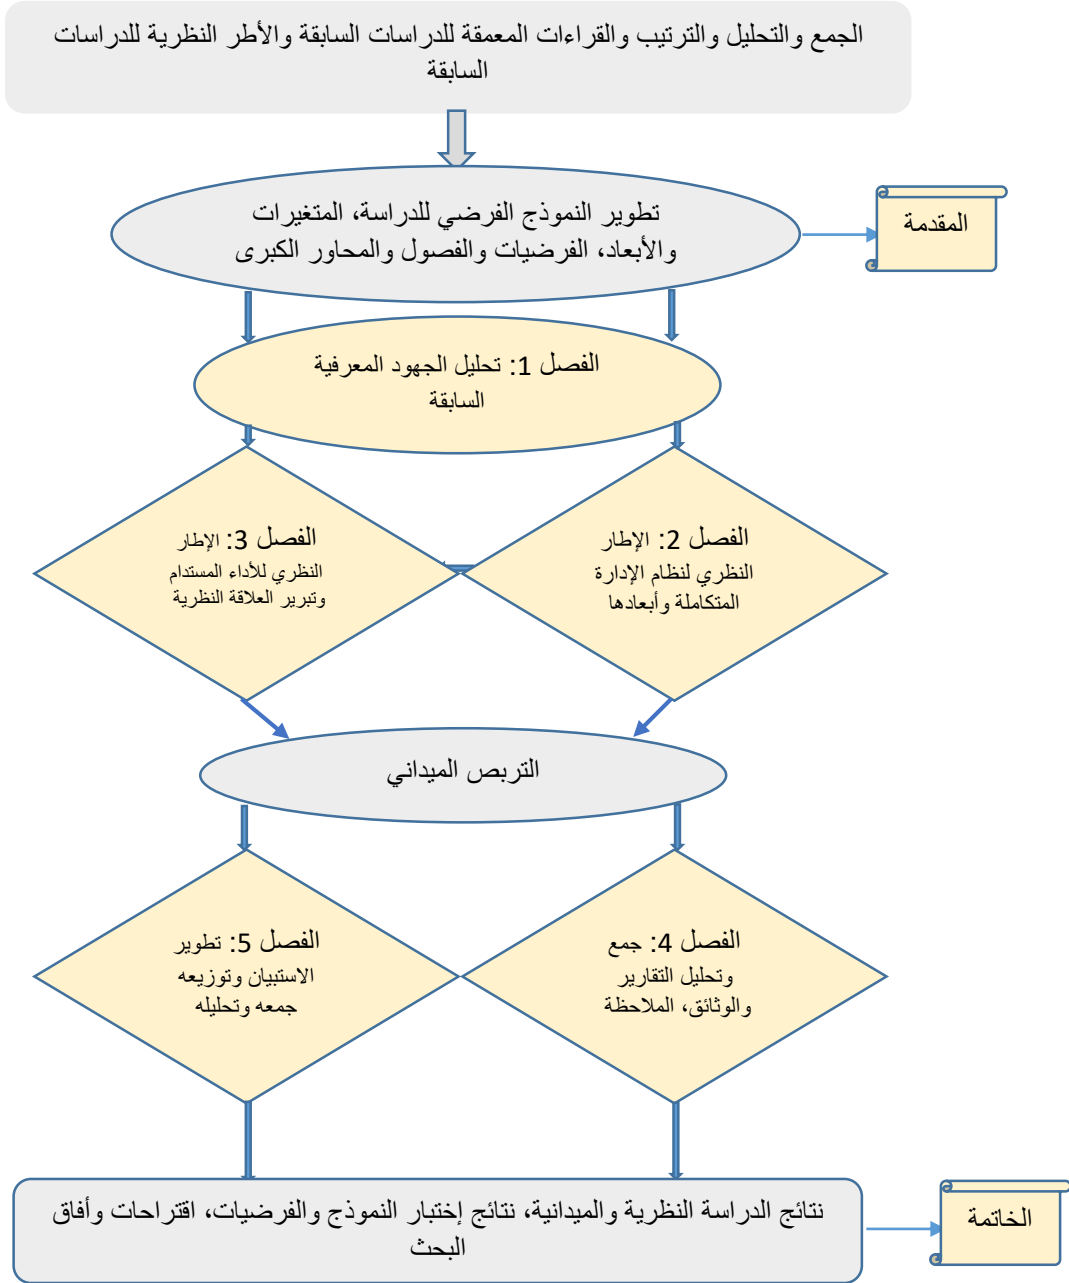 الجمع والتحليل والترتيب والقراءات المعمقة للدراسات السابقة والأطر النظرية للدراسات
السابقة
تطوير النموذج الفرضي للدراسة، المتغيرات
والأبعاد، الفرضيات والفصول والمحاور الكبرى
المقدمة
الفصل 1: تحليل الجهود المعرفية
السابقة
الفصل 2: الإطار
النظري لنظام الإدارة
المتكاملة وأبعادها
الفصل 3: الإطار
النظري للأداء المستدام
وتبرير العلاقة النظرية
التربص الميداني
الفصل 4: جمع
وتحليل التقارير
والوثائق، الملاحظة
الفصل 5: تطوير
الاستبيان وتوزيعه
جمعه وتحليله
نتائج الدراسة النظرية والميدانية، نتائج إختبار النموذج والفرضيات، اقتراحات وأفاق
البحث
الخاتمة